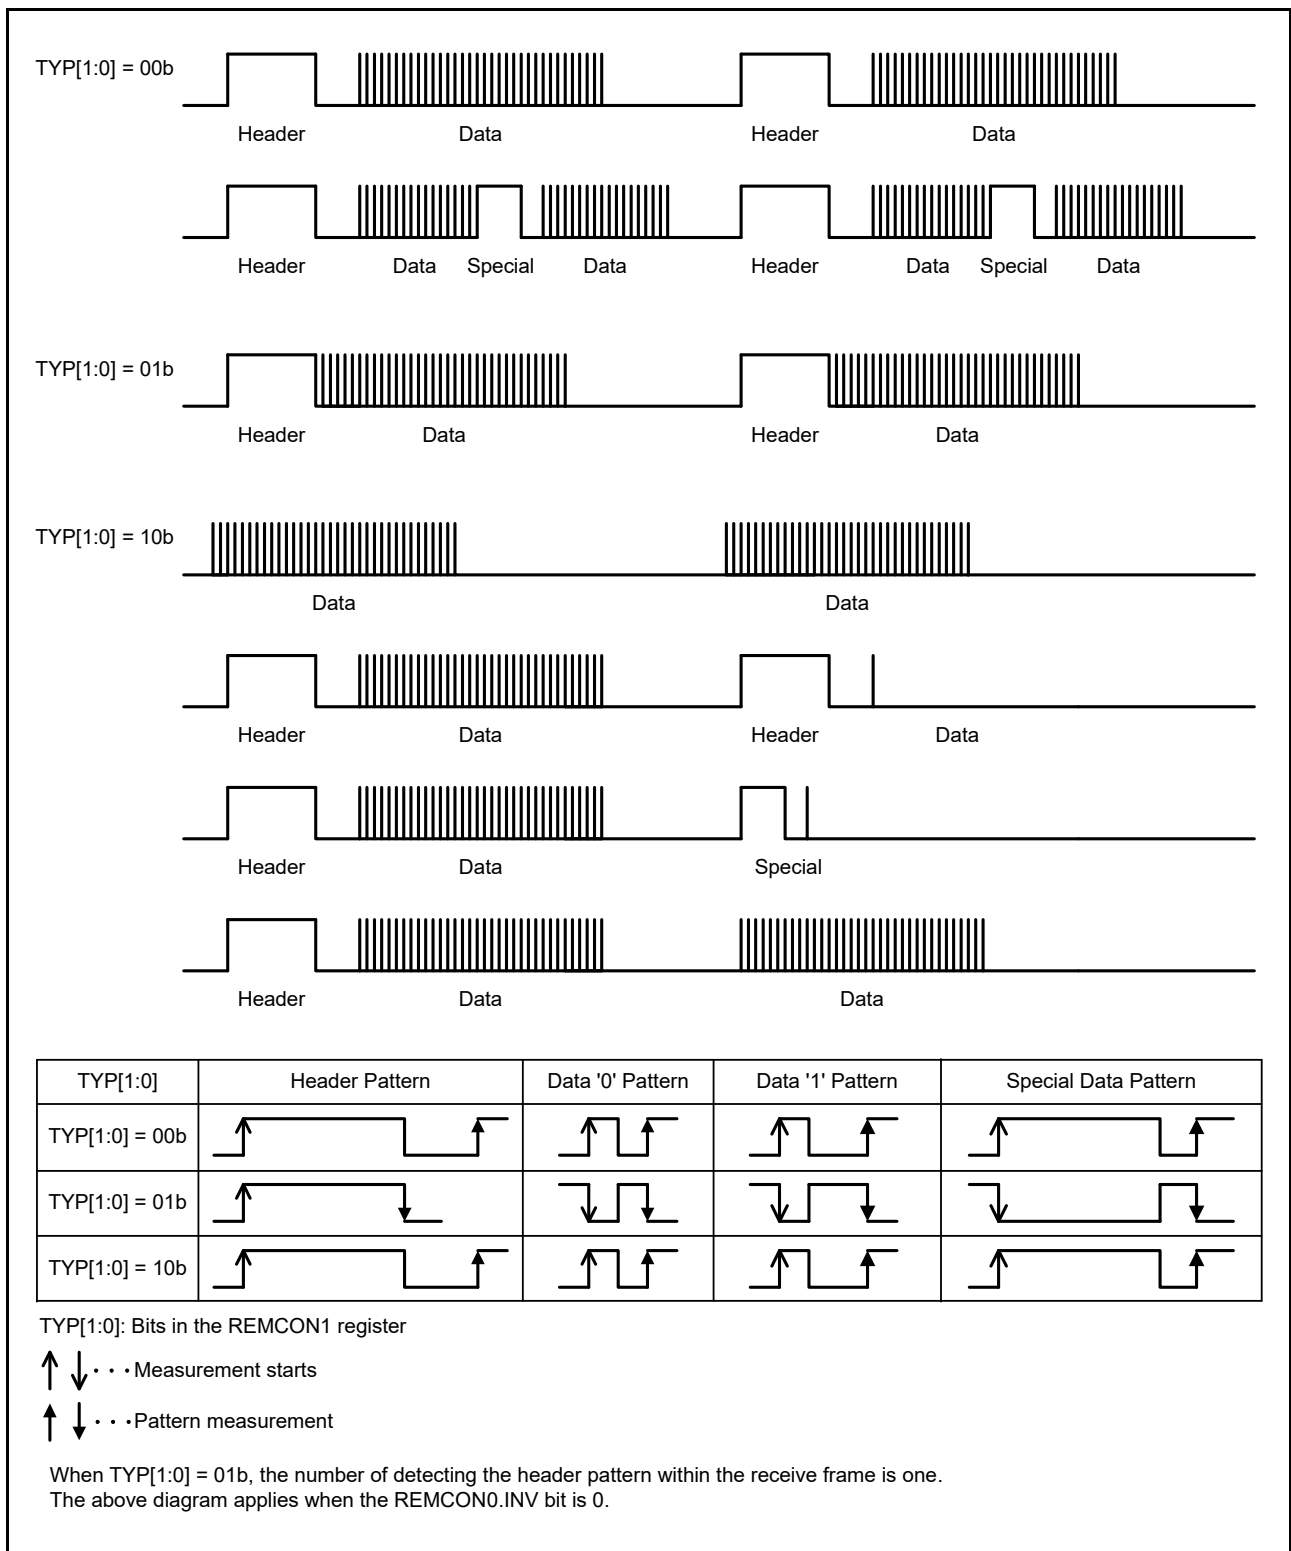 TYP[1:0] = 00b
Header Data Header Data
Header Data Special Data Header Data Special Data
TYP[1:0] = 01b
Header Data Header Data
TYP[1:0] = 10b
Data Data
Header Data Header Data
Header Data Special
Header Data Data
TYP[1:0] Header Pattern Data '0' Pattern Data '1' Pattern Special Data Pattern
TYP[1:0] = 00b
TYP[1:0] = 01b
TYP[1:0] = 10b
TYP[1:0]: Bits in the REMCON1 register
· · · Measurement starts
· · · Pattern measurement
When TYP[1:0] = 01b, the number of detecting the header pattern within the receive frame is one.
The above diagram applies when the REMCON0.INV bit is 0.